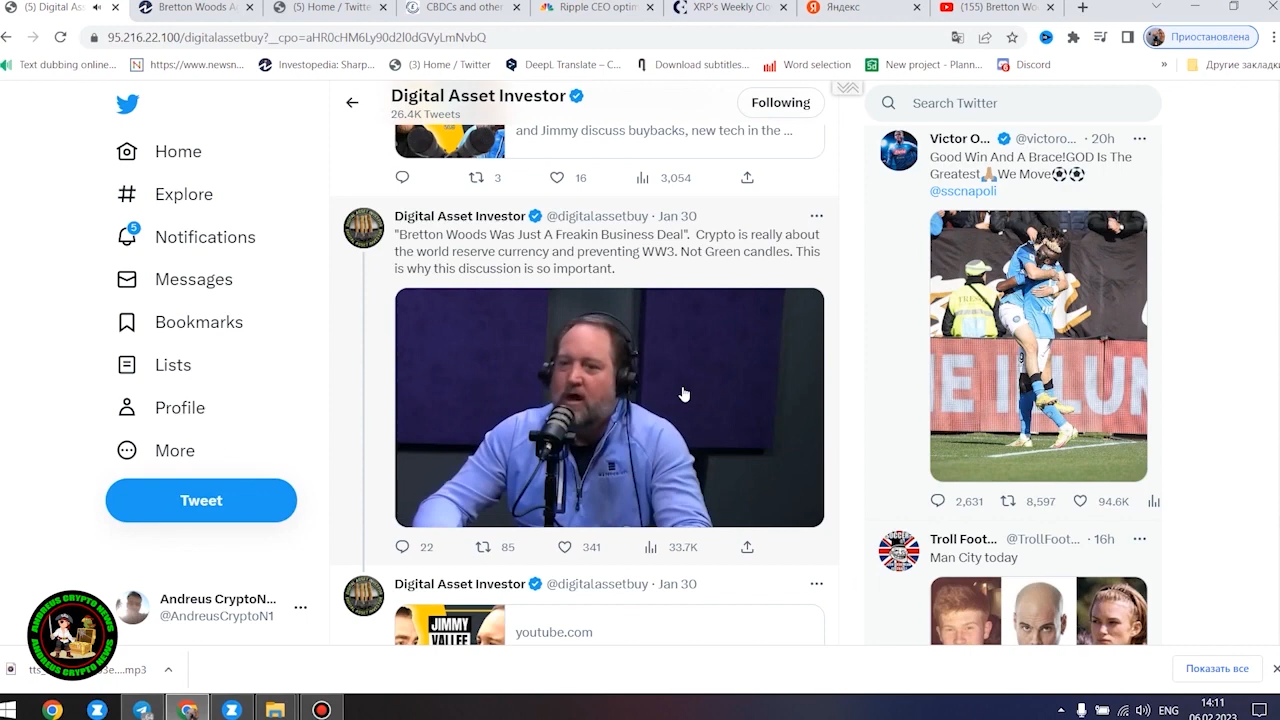 (5) Digital As
Bretton Woods A
(5) Home / Twitte
CBDCs and other
Ripple CEO optim
XRP's Weekly Clo
Яндекс
(155) Bretton Wo
95.216.22.100/digitalassetbuy?__cpo=aHR0cHM6Ly90d2l0dGVyLmNvbQ
Приостановлена
Text dubbing online...
https://www.newsn...
Investopedia: Sharp...
(3) Home / Twitter
DeepL Translate – C...
Download subtitles...
Word selection
New project - Plann...
Discord
»
Другие закладки
Home
Explore
5
Notifications
Messages
Bookmarks
Lists
Profile
More
Tweet
Andreus CryptoN...
@AndreusCryptoN1
Digital Asset Investor
26.4K Tweets
Following
and Jimmy discuss buybacks, new tech in the ...
3 16 3,054
Digital Asset Investor @digitalassetbuy · Jan 30
"Bretton Woods Was Just A Freakin Business Deal". Crypto is really about
the world reserve currency and preventing WW3. Not Green candles. This
is why this discussion is so important.
22 85 341 33.7K
Digital Asset Investor @digitalassetbuy · Jan 30
JIMMY
VALLEE
youtube.com
Search Twitter
Victor O... @victoro... · 20h
Good Win And A Brace!GOD Is The
Greatest🙏🏽We Move⚽⚽
@sscnapoli
2,631 8,597 94.6K
Troll Foot... @TrollFoot... · 16h
Man City today
ANDREUS CRYPTO NEWS
ANDREUS CRYPTO NEWS
Показать все
ENG
14:11
06.02.2023